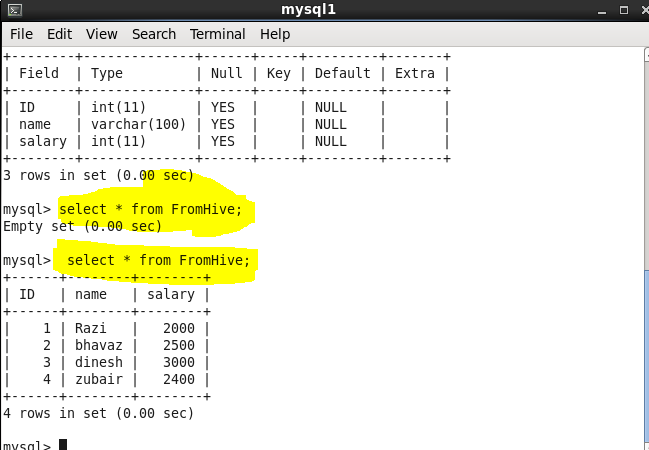 mysql1
File Edit View Search Terminal Help
+--------+--------------+------+-----+---------+-------+
| Field  | Type         | Null | Key | Default | Extra |
+--------+--------------+------+-----+---------+-------+
| ID     | int(11)      | YES  |     | NULL    |       |
| name   | varchar(100) | YES  |     | NULL    |       |
| salary | int(11)      | YES  |     | NULL    |       |
+--------+--------------+------+-----+---------+-------+
3 rows in set (0.00 sec)
mysql> select * from FromHive;
Empty set (0.00 sec)
mysql>  select * from FromHive;
+------+--------+--------+
| ID   | name   | salary |
+------+--------+--------+
|    1 | Razi   |   2000 |
|    2 | bhavaz |   2500 |
|    3 | dinesh |   3000 |
|    4 | zubair |   2400 |
+------+--------+--------+
4 rows in set (0.00 sec)
mysql>